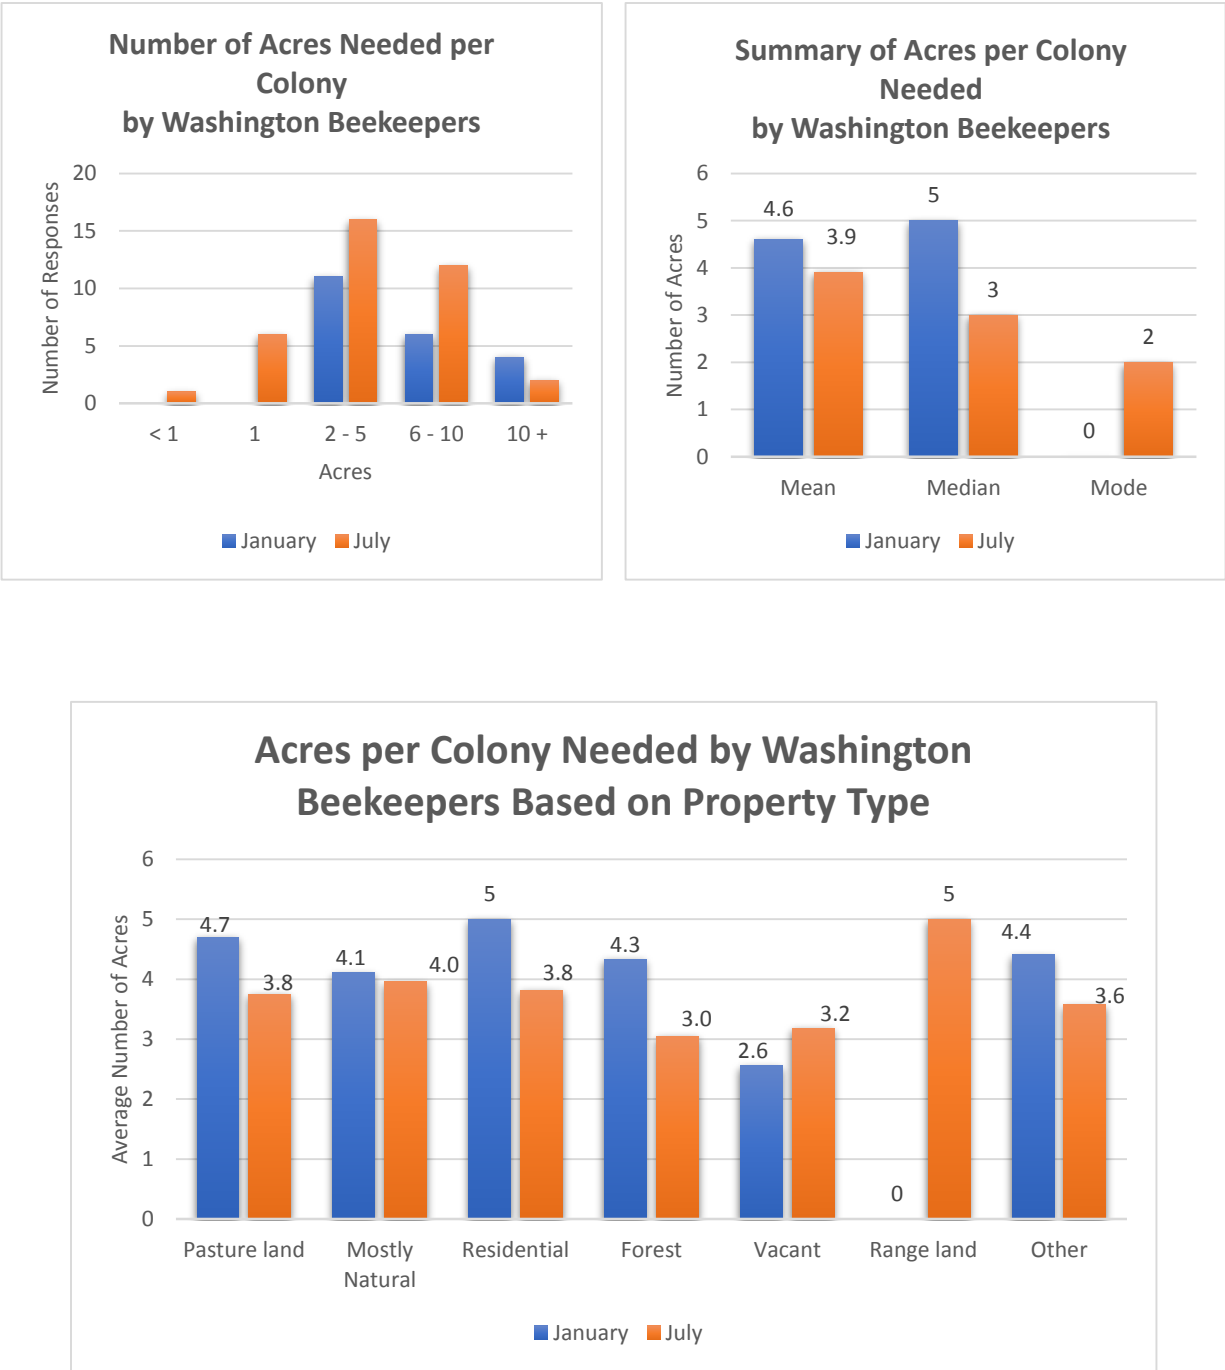 Number of Acres Needed per
Colony
by Washington Beekeepers
Number of Responses
20
15
10
5
0
< 1 1 2 - 5 6 - 10 10 +
Acres
January July
Summary of Acres per Colony
Needed
by Washington Beekeepers
Number of Acres
6
5
4
3
2
1
0
4.6 3.9 5 3 0 2
Mean Median Mode
January July
Acres per Colony Needed by Washington
Beekeepers Based on Property Type
Average Number of Acres
6
5
4
3
2
1
0
4.7 3.8 4.1 4.0 5 3.8 4.3 3.0 2.6 3.2 0 5 4.4 3.6
Pasture land Mostly Residential Forest Vacant Range land Other
Natural
January July